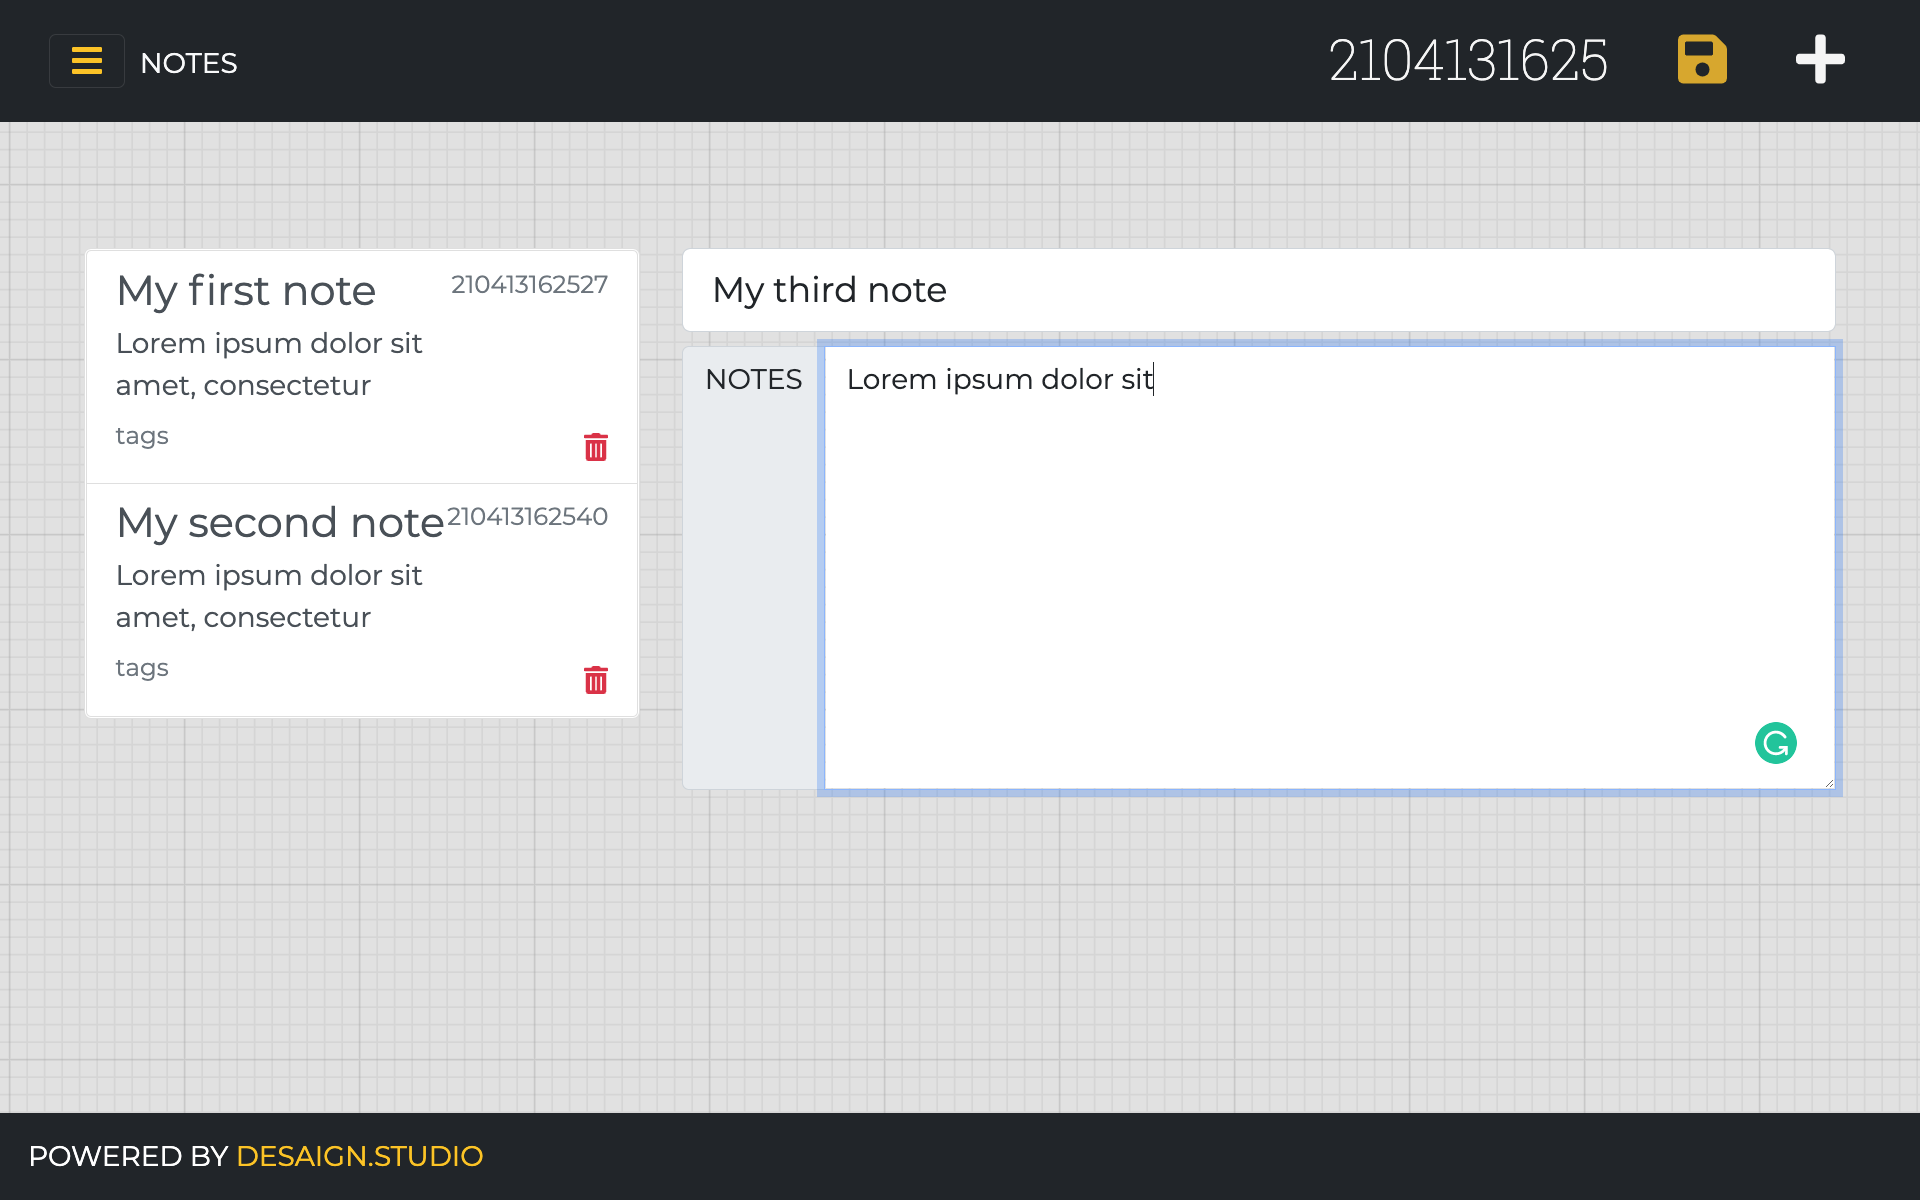 NOTES
2104131625
My first note
210413162527
Lorem ipsum dolor sit
amet, consectetur
tags
My second note
210413162540
Lorem ipsum dolor sit
amet, consectetur
tags
My third note
NOTES
Lorem ipsum dolor sit
POWERED BY DESAIGN.STUDIO